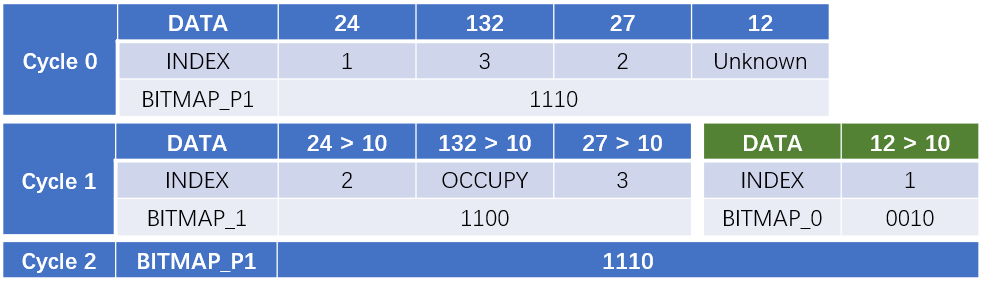 Cycle 0
DATA 24 132 27 12
INDEX 1 3 2 Unknown
BITMAP_P1 1110
Cycle 1
DATA 24 > 10 132 > 10 27 > 10 DATA 12 > 10
INDEX 2 OCCUPY 3 INDEX 1
BITMAP_1 1100 BITMAP_0 0010
Cycle 2 BITMAP_P1 1110